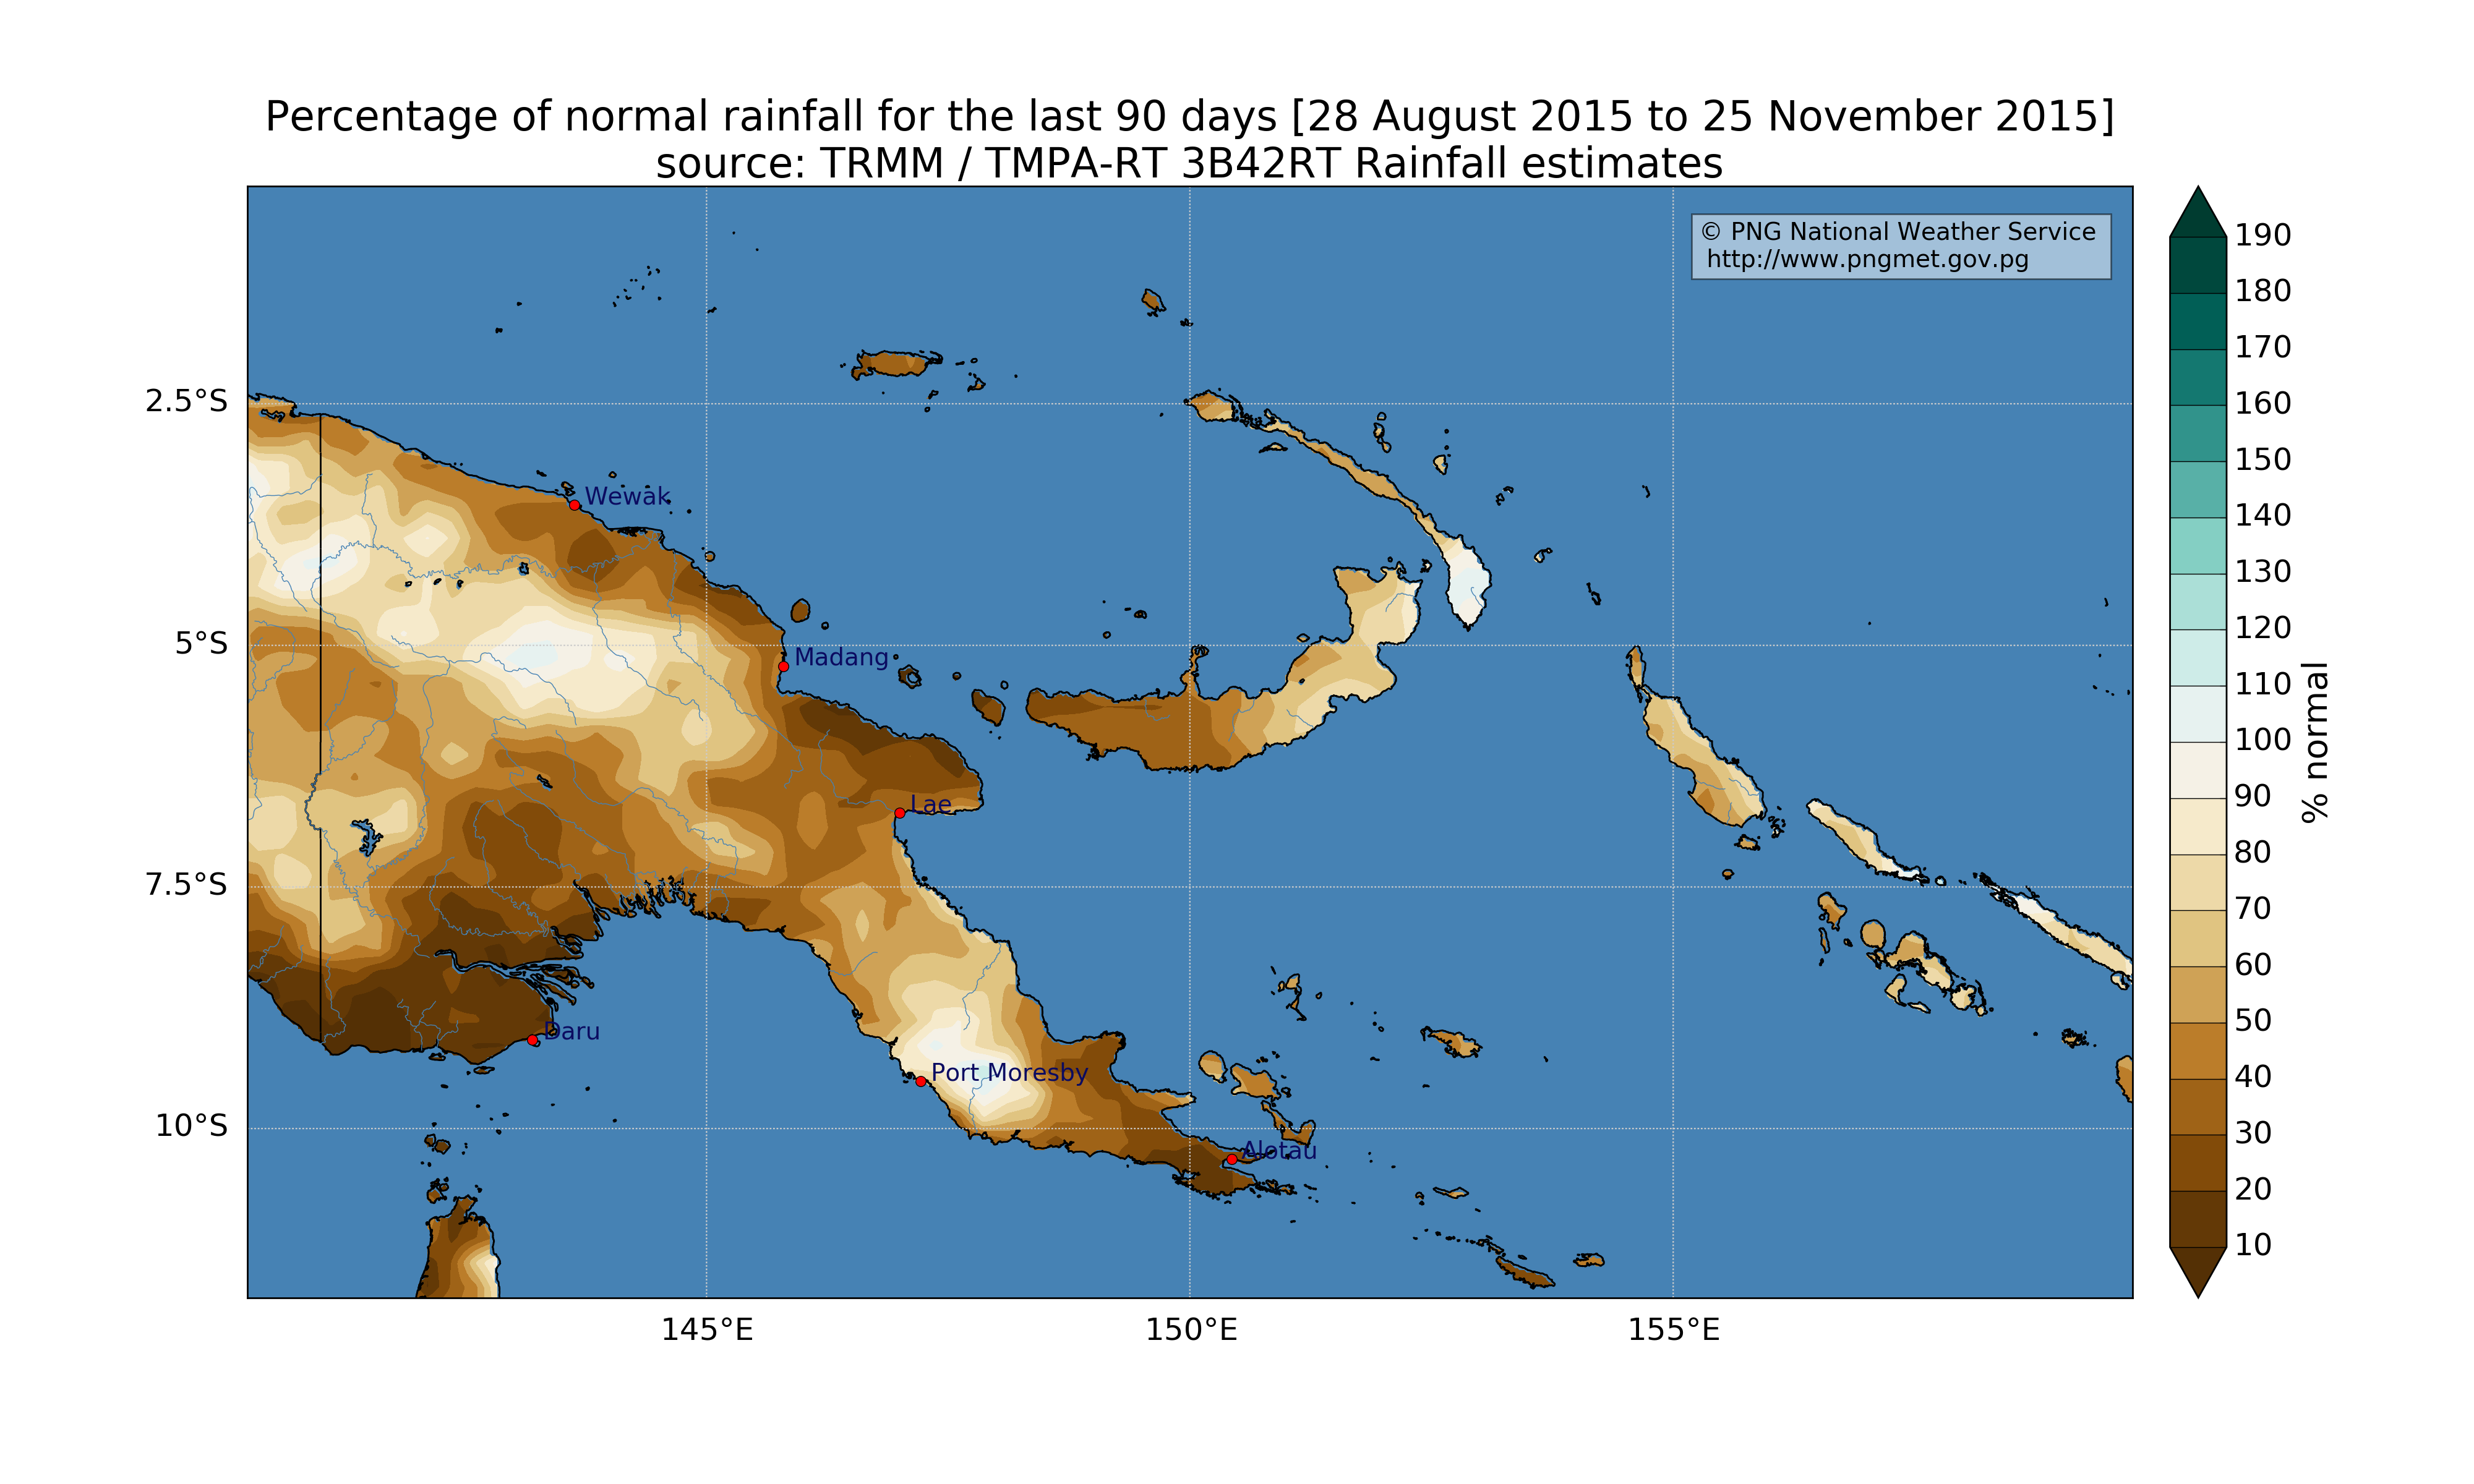 Percentage of normal rainfall for the last 90 days [28 August 2015 to 25 November 2015]
source: TRMM / TMPA-RT 3B42RT Rainfall estimates
© PNG National Weather Service
http://www.pngmet.gov.pg
190
180
170
160
150
140
130
120
110
100
90
80
70
60
50
40
30
20
10
% normal
2.5°S
5°S
7.5°S
10°S
Wewak
Madang
Lae
Daru
Port Moresby
Alotau
145°E
150°E
155°E